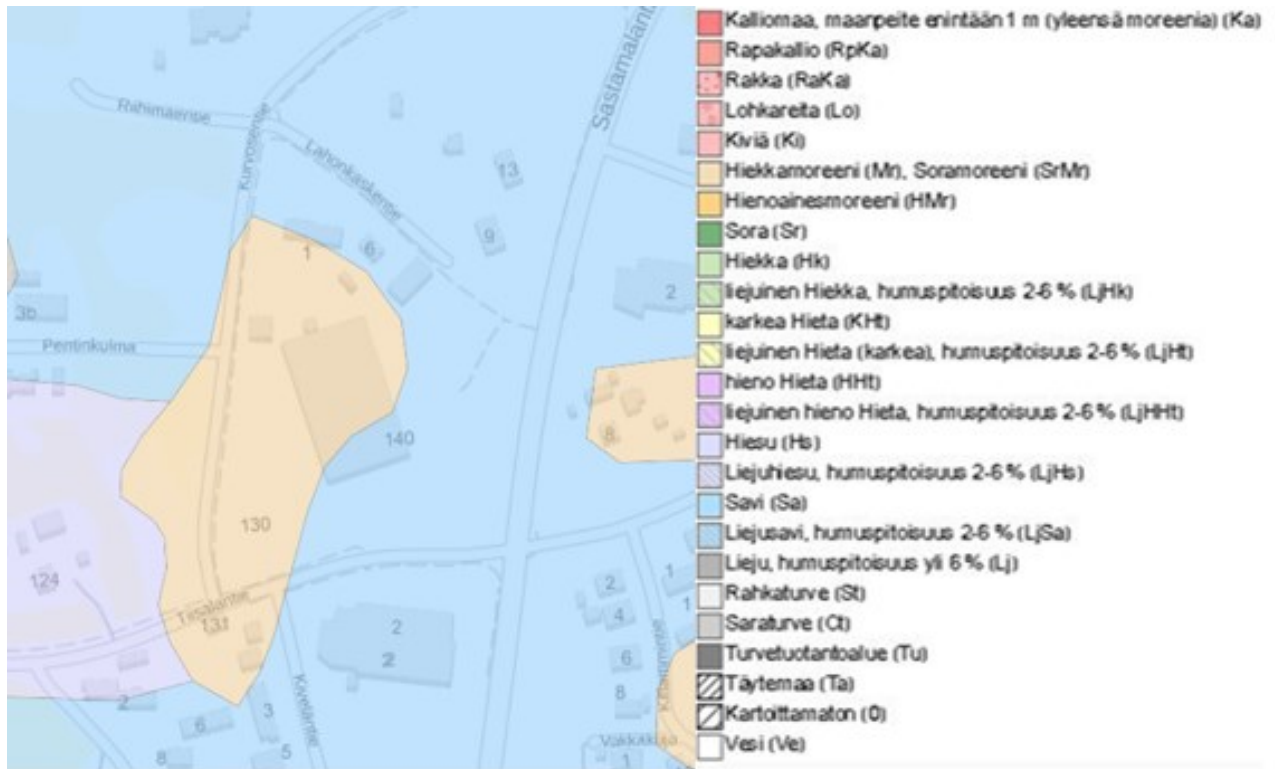 Riihimäentie
Kurvosentie
Lahonkaskentie
Sastamalant
13
9
1
6
2
3b
Pentinkulma
140
8
130
124
Tiisalantie
131
2
2
2
4
6
8
1
1
Kiveläntie
2
6
8
3
5
Vakkakuja
1
Kalliomaa, maanpeite enintään 1 m (yleensä moreenia) (Ka)
Rapakallio (RpKa)
Rakka (RaKa)
Lohkareita (Lo)
Kiviä (Ki)
Hiekkamoreeni (Mr), Soramoreeni (SrMr)
Hienoainesmoreeni (HMr)
Sora (Sr)
Hiekka (Hk)
liejuinen Hiekka, humuspitoisuus 2-6 % (LjHk)
karkea Hieta (KHt)
liejuinen Hieta (karkea), humuspitoisuus 2-6 % (LjHt)
hieno Hieta (HHt)
liejuinen hieno Hieta, humuspitoisuus 2-6 % (LjHHt)
Hiesu (Hs)
Liejuhiesu, humuspitoisuus 2-6 % (LjHs)
Savi (Sa)
Liejusavi, humuspitoisuus 2-6 % (LjSa)
Lieju, humuspitoisuus yli 6 % (Lj)
Rahkaturve (St)
Saraturve (Ct)
Turvetuotantoalue (Tu)
Täytemaa (Ta)
Kartoittamaton (0)
Vesi (Ve)